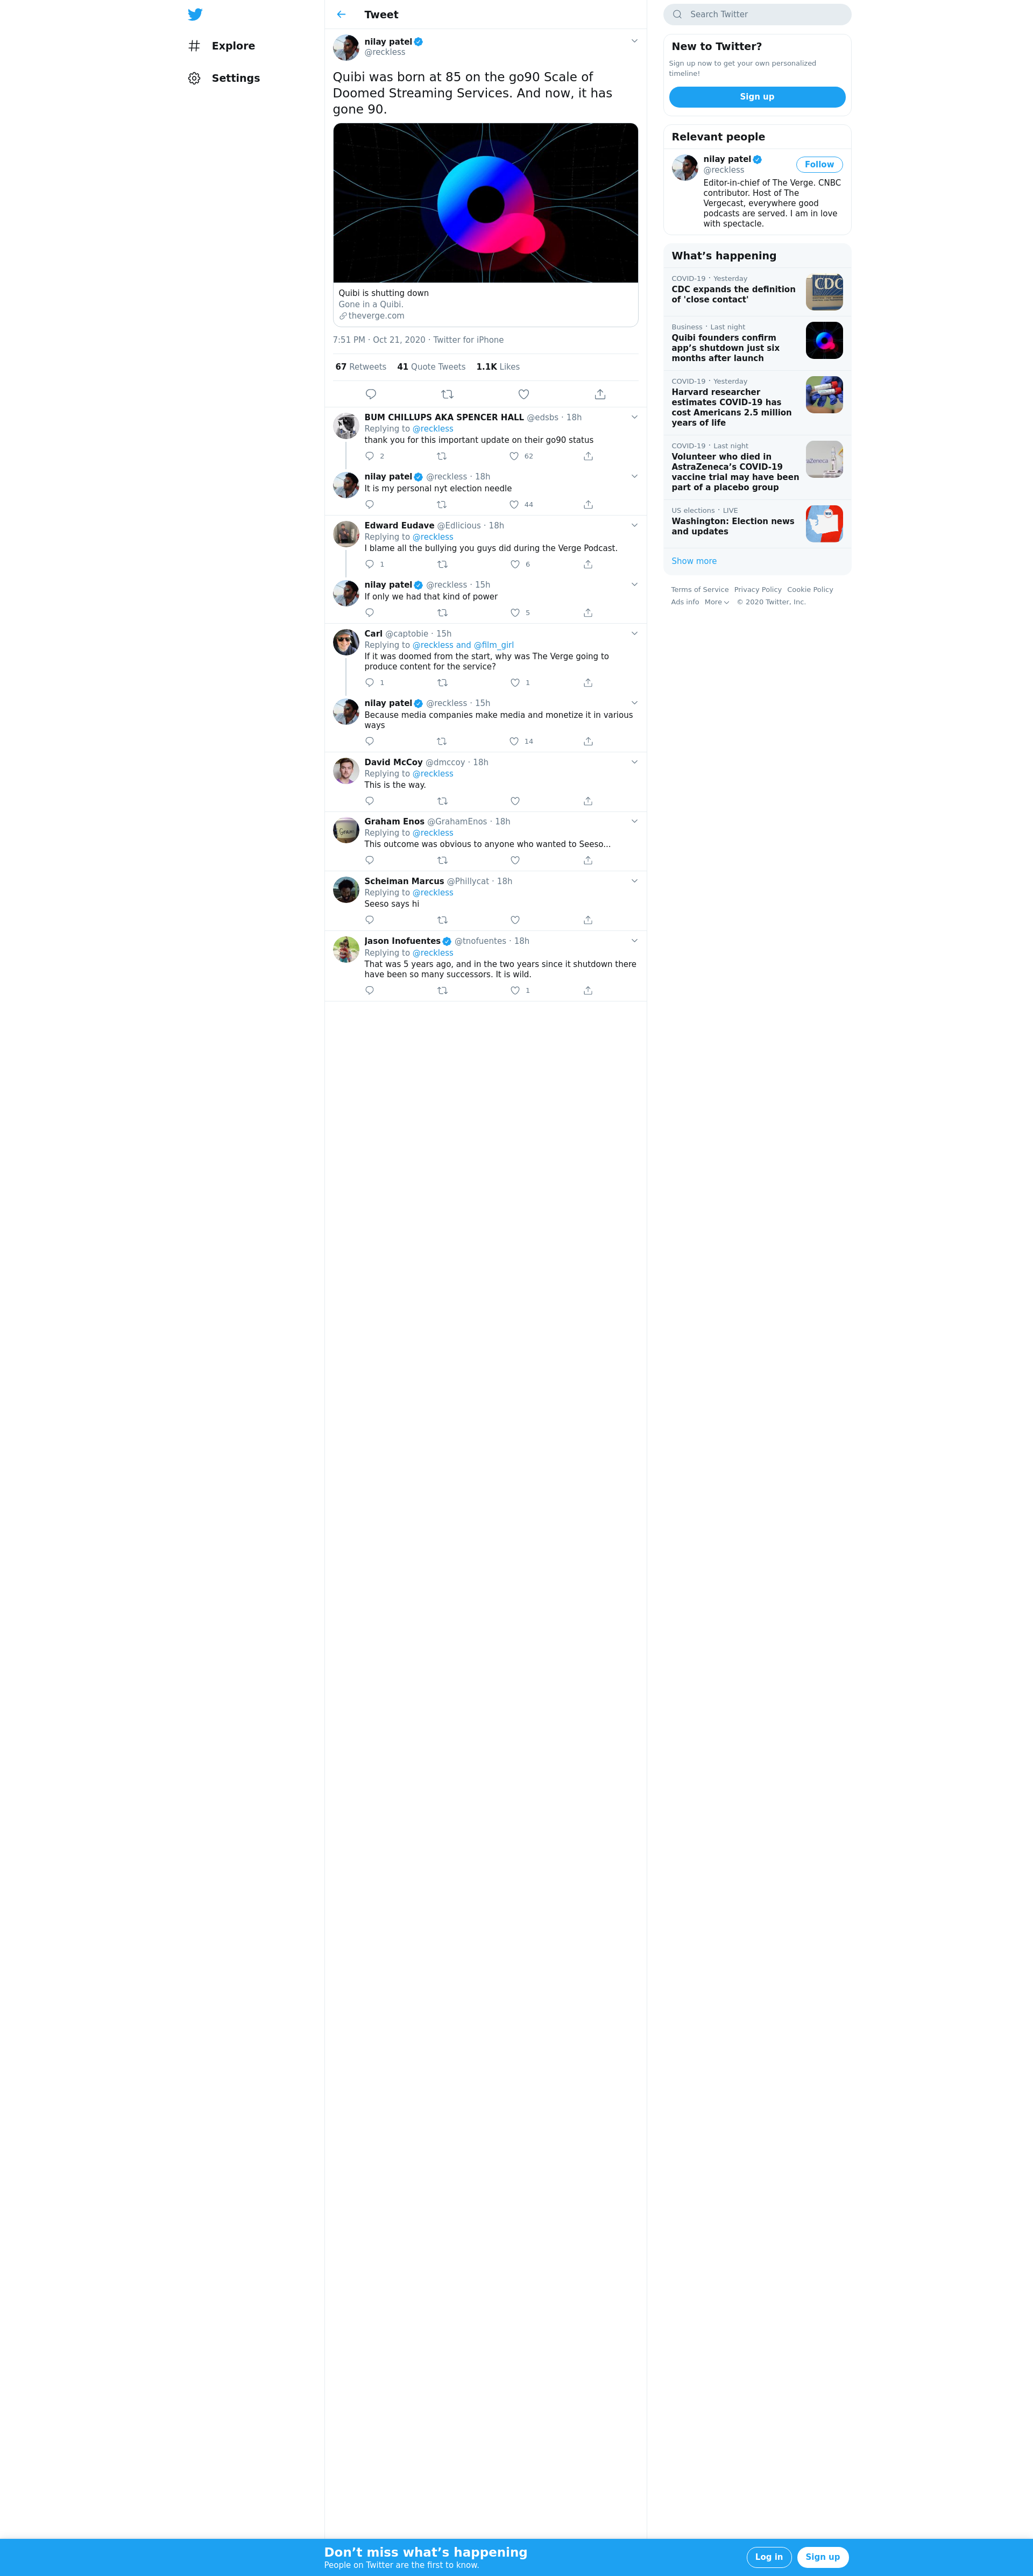 Explore
Settings
Tweet
nilay patel
@reckless
Quibi was born at 85 on the go90 Scale of
Doomed Streaming Services. And now, it has
gone 90.
Quibi is shutting down
Gone in a Quibi.
theverge.com
7:51 PM · Oct 21, 2020 · Twitter for iPhone
67 Retweets 41 Quote Tweets 1.1K Likes
BUM CHILLUPS AKA SPENCER HALL @edsbs · 18h
Replying to @reckless
thank you for this important update on their go90 status
2 62
nilay patel @reckless · 18h
It is my personal nyt election needle
44
Edward Eudave @Edlicious · 18h
Replying to @reckless
I blame all the bullying you guys did during the Verge Podcast.
1 6
nilay patel @reckless · 15h
If only we had that kind of power
5
Carl @captobie · 15h
Replying to @reckless and @film_girl
If it was doomed from the start, why was The Verge going to
produce content for the service?
1 1
nilay patel @reckless · 15h
Because media companies make media and monetize it in various
ways
14
David McCoy @dmccoy · 18h
Replying to @reckless
This is the way.
Graham Enos @GrahamEnos · 18h
Replying to @reckless
This outcome was obvious to anyone who wanted to Seeso...
Scheiman Marcus @Phillycat · 18h
Replying to @reckless
Seeso says hi
Jason Inofuentes @tnofuentes · 18h
Replying to @reckless
That was 5 years ago, and in the two years since it shutdown there
have been so many successors. It is wild.
1
Search Twitter
New to Twitter?
Sign up now to get your own personalized
timeline!
Sign up
Relevant people
nilay patel
@reckless
Follow
Editor-in-chief of The Verge. CNBC
contributor. Host of The
Vergecast, everywhere good
podcasts are served. I am in love
with spectacle.
What's happening
COVID-19 · Yesterday
CDC expands the definition
of 'close contact'
CDC
Business · Last night
Quibi founders confirm
app's shutdown just six
months after launch
COVID-19 · Yesterday
Harvard researcher
estimates COVID-19 has
cost Americans 2.5 million
years of life
COVID-19 · Last night
Volunteer who died in
AstraZeneca's COVID-19
vaccine trial may have been
part of a placebo group
aZeneca
US elections · LIVE
Washington: Election news
and updates
Show more
Terms of Service Privacy Policy Cookie Policy
Ads info More © 2020 Twitter, Inc.
Don't miss what's happening
People on Twitter are the first to know.
Log in
Sign up